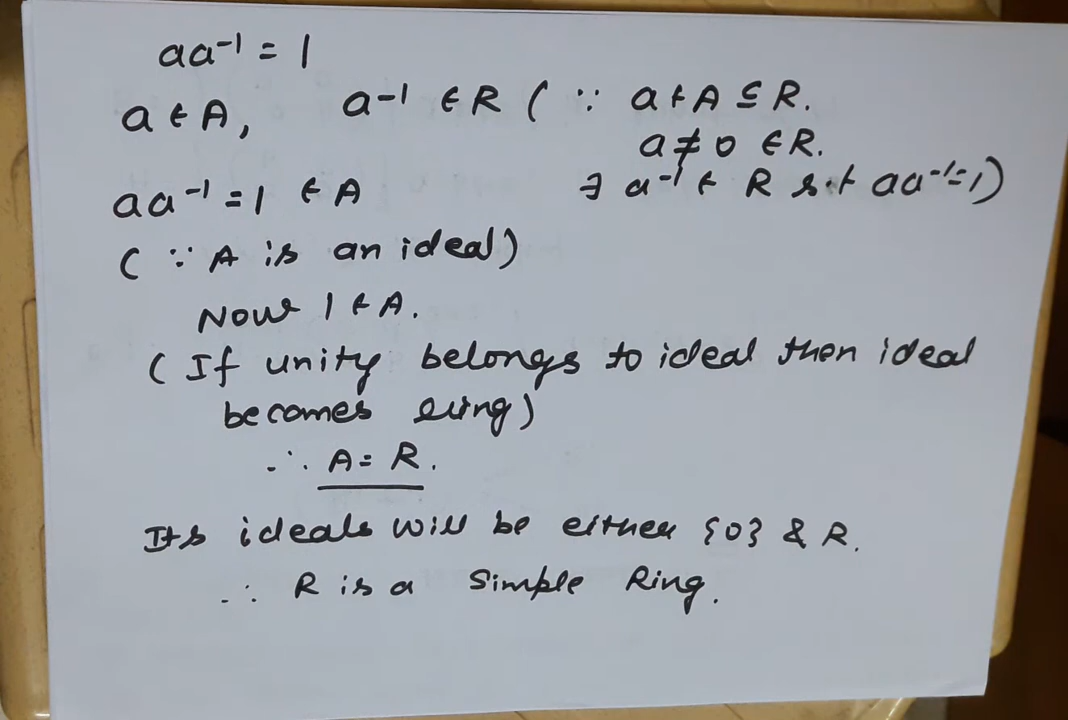 aa⁻¹ = 1
a ∈ A, a⁻¹ ∈ R ( ∵ a ∈ A ⊆ R.
a ≠ 0 ∈ R.
aa⁻¹ = 1 ∈ A ∃ a⁻¹ ∈ R s.t aa⁻¹=1)
( ∵ A is an ideal)
Now 1 ∈ A.
( If unity belongs to ideal then ideal
becomes ring)
∴ A = R.
Its ideals will be either {0} & R.
∴ R is a Simple Ring.